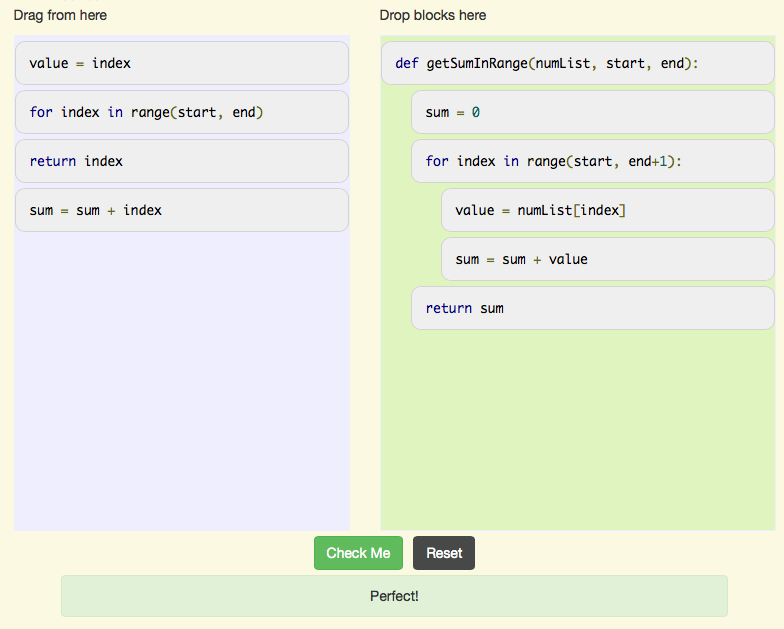 Drag from here
value = index
for index in range(start, end)
return index
sum = sum + index
Drop blocks here
def getSumInRange(numList, start, end):
sum = 0
for index in range(start, end+1):
value = numList[index]
sum = sum + value
return sum
Check Me
Reset
Perfect!